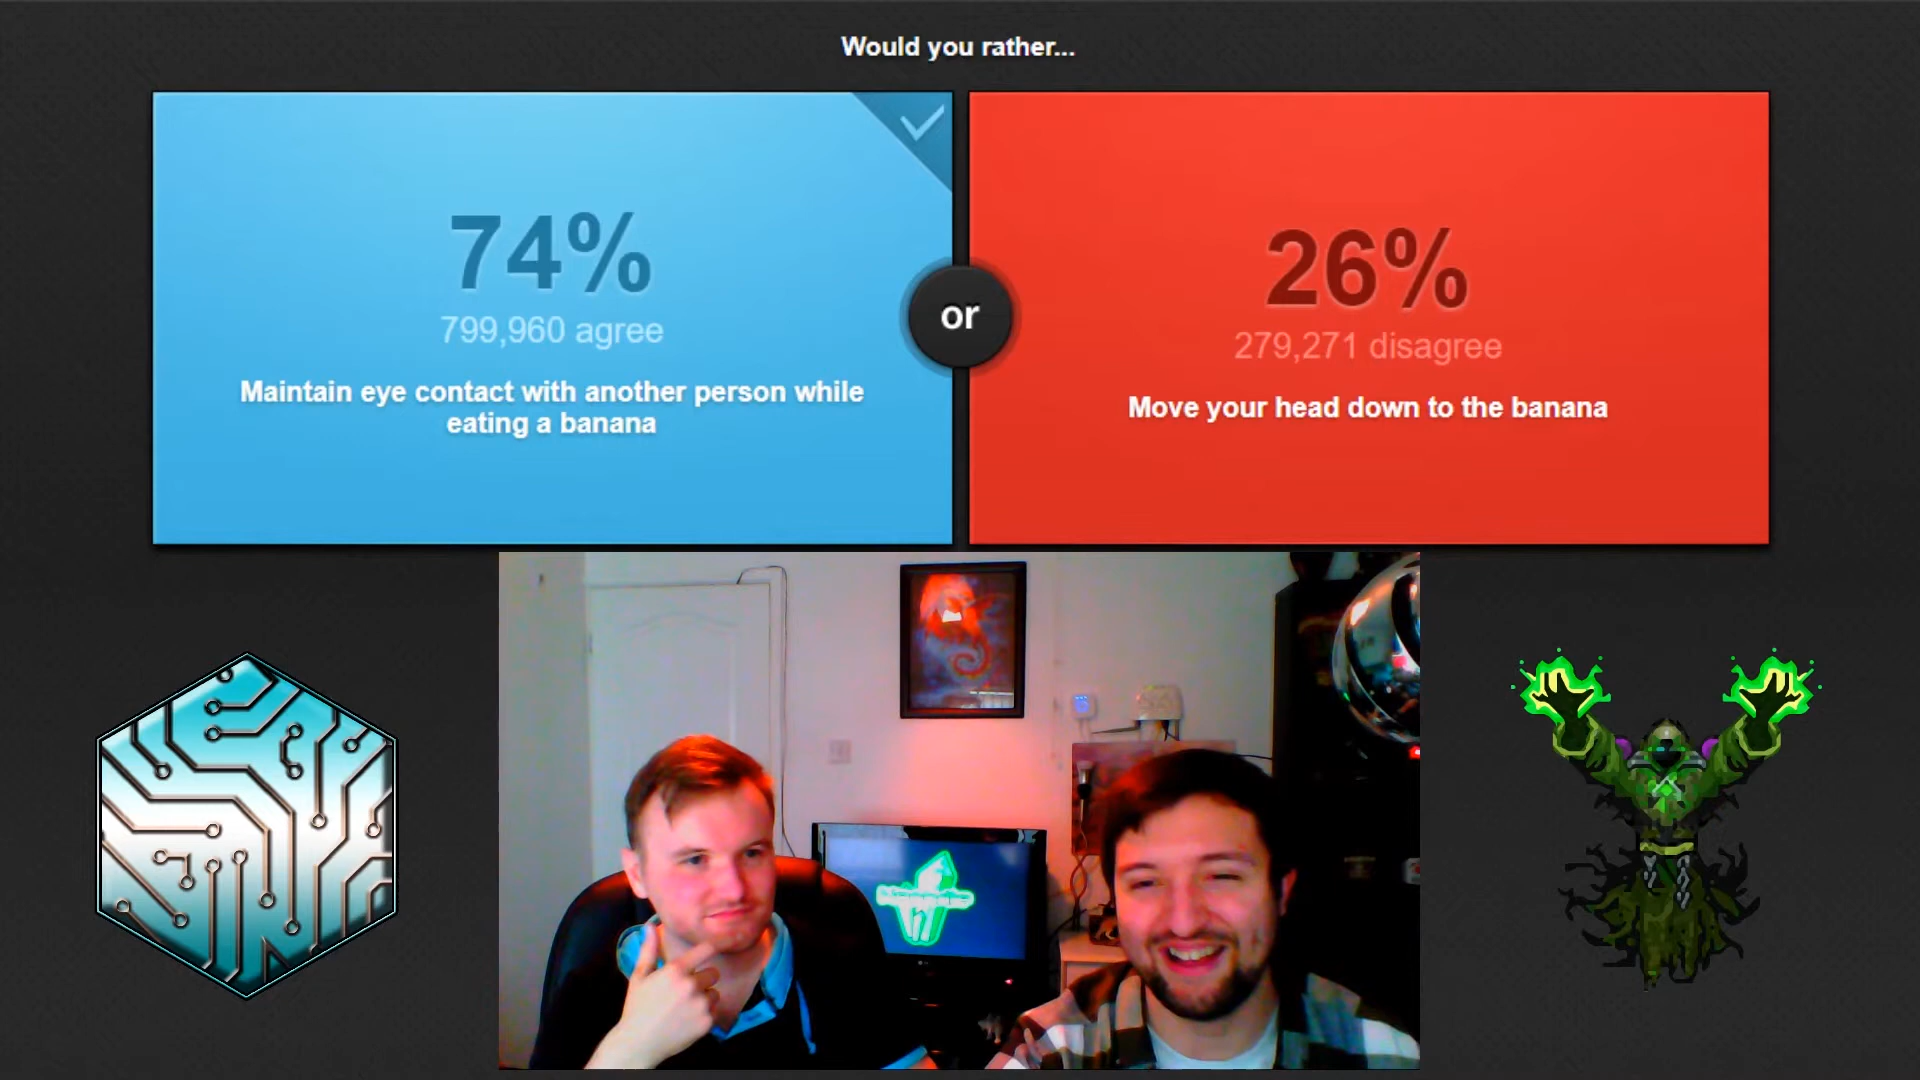 Would you rather...
74%
799,960 agree
Maintain eye contact with another person while
eating a banana
or
26%
279,271 disagree
Move your head down to the banana